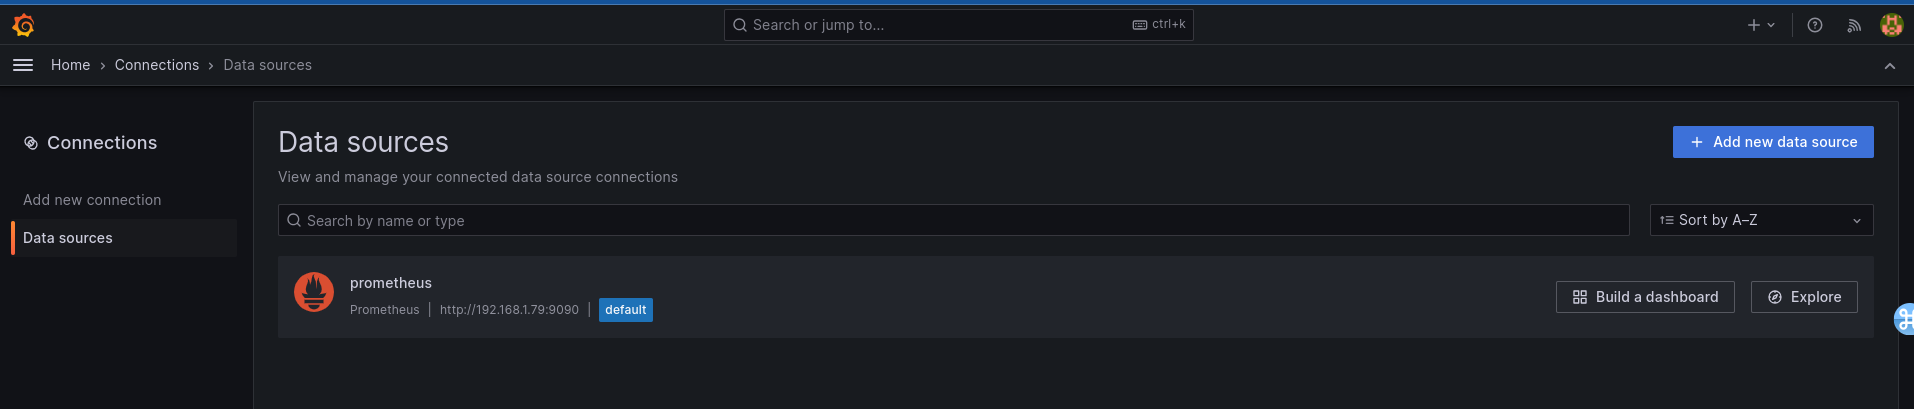 Search or jump to... ctrl+k
Home > Connections > Data sources
Connections
Add new connection
Data sources
Data sources
Add new data source
View and manage your connected data source connections
Search by name or type
Sort by A–Z
prometheus
Prometheus | http://192.168.1.79:9090 | default
Build a dashboard
Explore